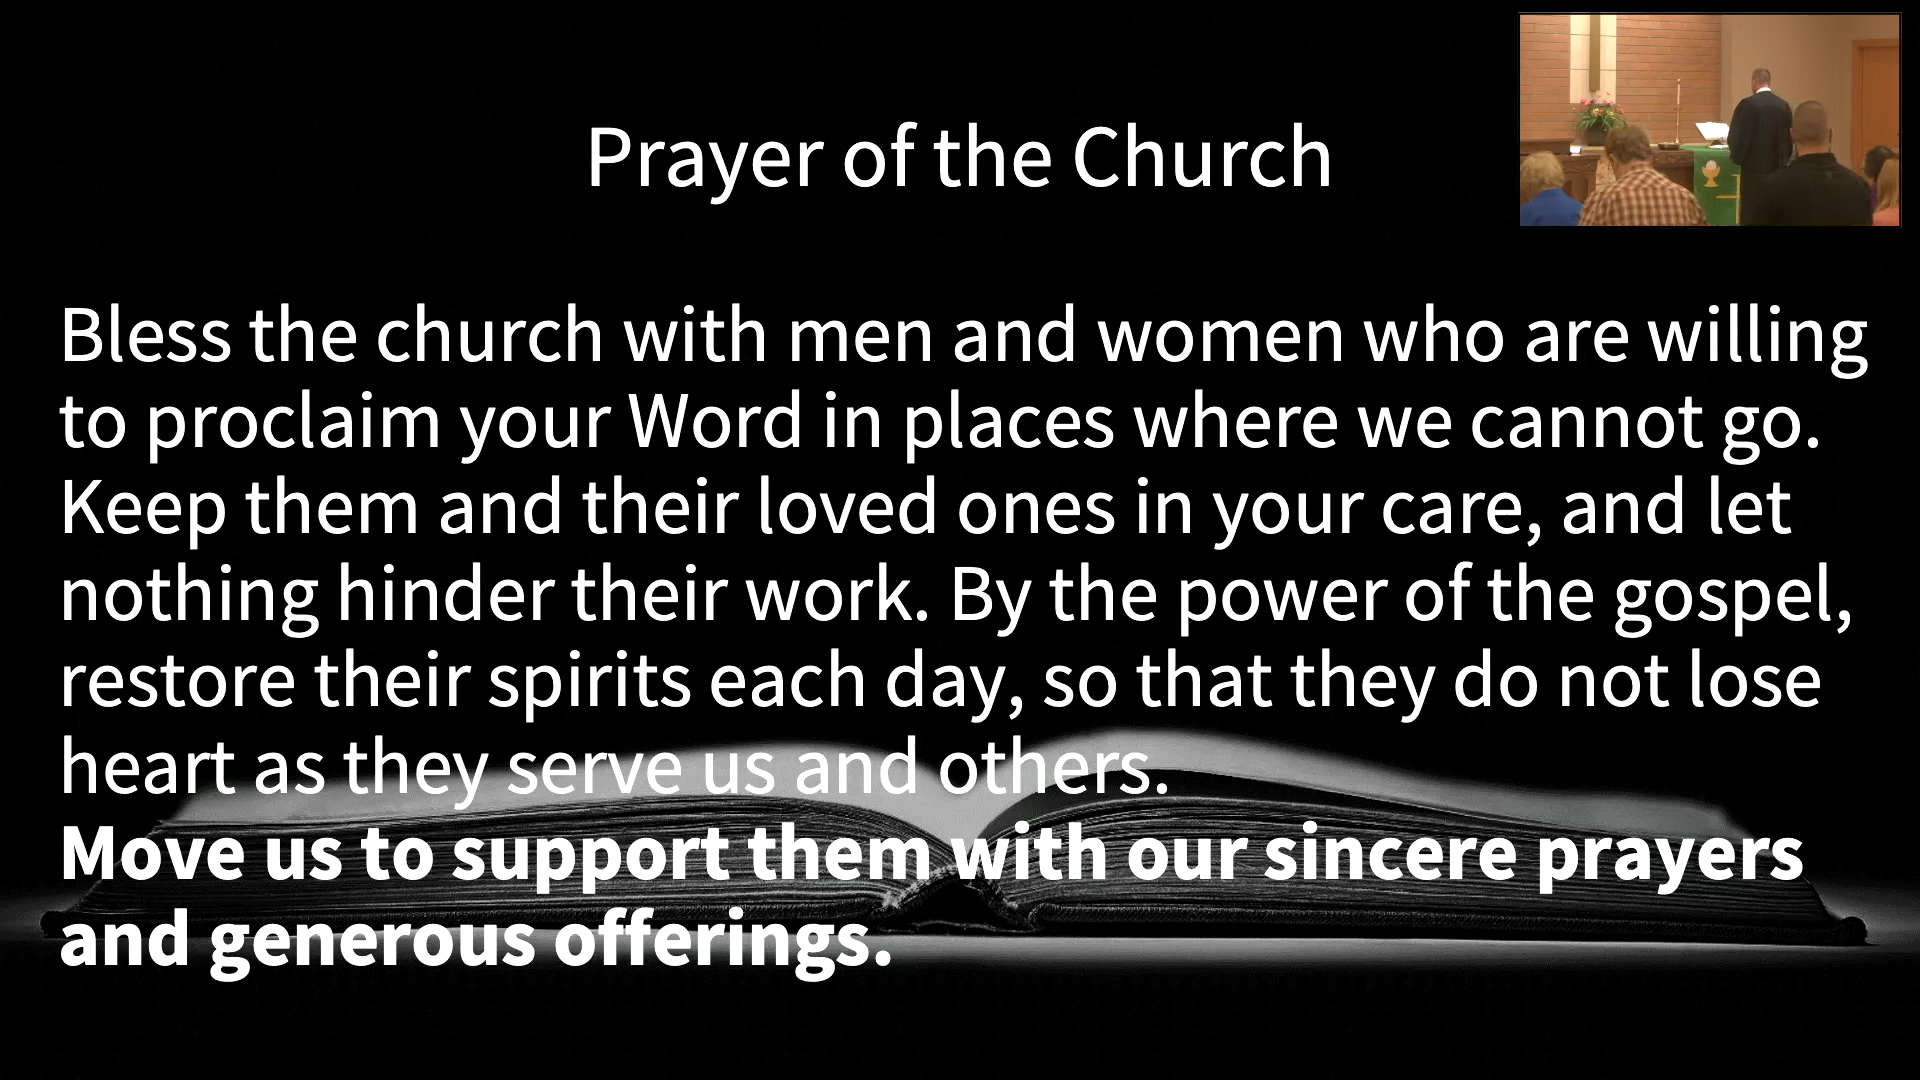 Prayer of the Church
Bless the church with men and women who are willing
to proclaim your Word in places where we cannot go.
Keep them and their loved ones in your care, and let
nothing hinder their work. By the power of the gospel,
restore their spirits each day, so that they do not lose
heart as they serve us and others.
Move us to support them with our sincere prayers
and generous offerings.